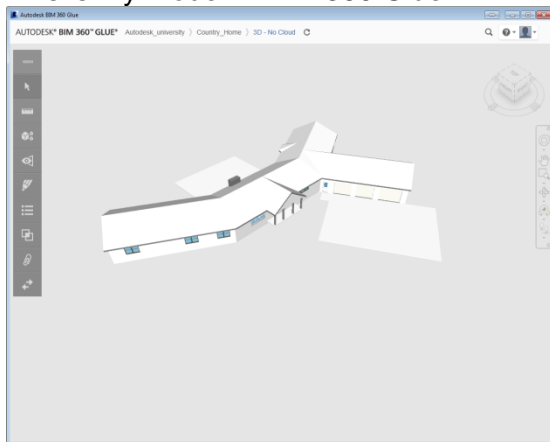 Autodesk BIM 360 Glue
AUTODESK® BIM 360™ GLUE® Autodesk_university > Country_Home > 3D - No Cloud